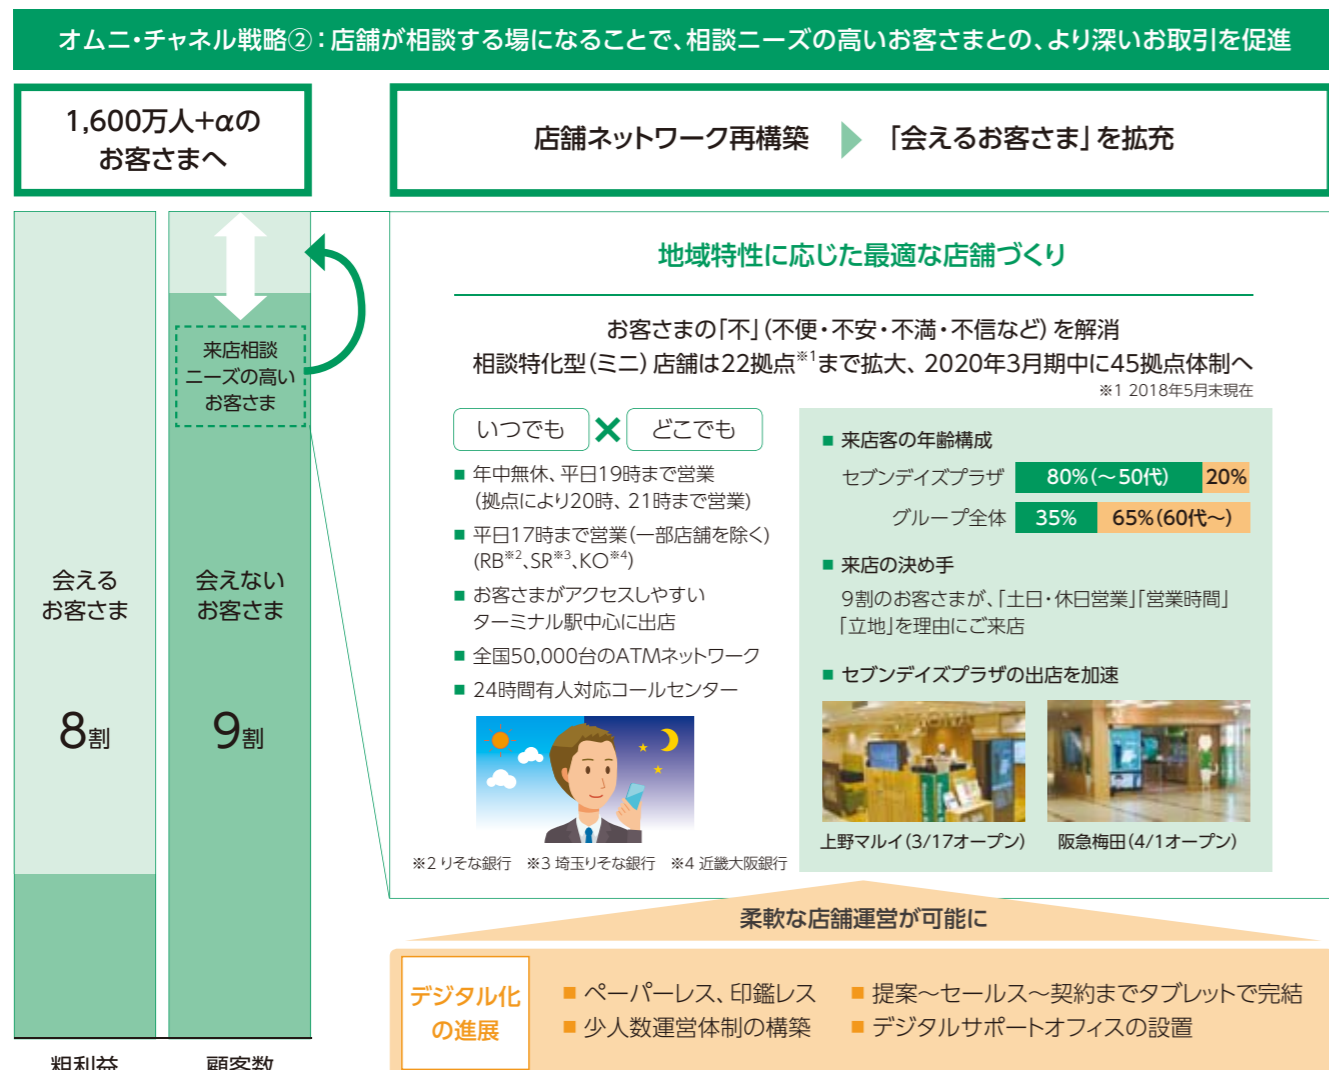 オムニ・チャネル戦略②：店舗が相談する場になることで、相談ニーズの高いお客さまとの、より深いお取引を促進
1,600万人+αの
お客さまへ
店舗ネットワーク再構築 ▶ 「会えるお客さま」を拡充
来店相談
ニーズの高い
お客さま
会える
お客さま
8割
会えない
お客さま
9割
粗利益
顧客数
地域特性に応じた最適な店舗づくり
お客さまの「不」（不便・不安・不満・不信など）を解消
相談特化型（ミニ）店舗は22拠点※1まで拡大、2020年3月期中に45拠点体制へ
※1 2018年5月末現在
いつでも × どこでも
■ 年中無休、平日19時まで営業
（拠点により20時、21時まで営業）
■ 平日17時まで営業（一部店舗を除く）
（RB※2、SR※3、KO※4）
■ お客さまがアクセスしやすい
ターミナル駅中心に出店
■ 全国50,000台のATMネットワーク
■ 24時間有人対応コールセンター
※2 りそな銀行 ※3 埼玉りそな銀行 ※4 近畿大阪銀行
■ 来店客の年齢構成
セブンデイズプラザ 80%（～50代） 20%
グループ全体 35% 65%（60代～）
■ 来店の決め手
9割のお客さまが、「土日・休日営業」「営業時間」
「立地」を理由にご来店
■ セブンデイズプラザの出店を加速
上野マルイ（3/17オープン） 阪急梅田（4/1オープン）
柔軟な店舗運営が可能に
デジタル化
の進展
■ ペーパーレス、印鑑レス ■ 提案～セールス～契約までタブレットで完結
■ 少人数運営体制の構築 ■ デジタルサポートオフィスの設置